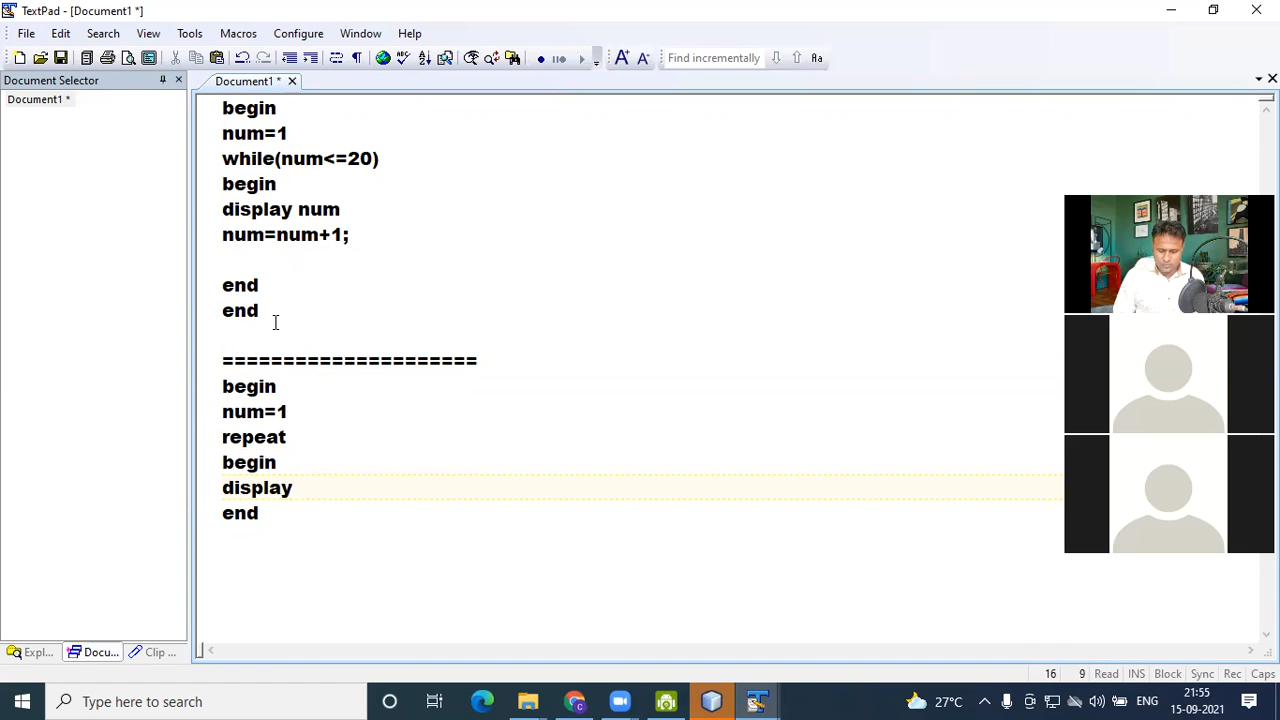 TextPad - [Document1 *]
File Edit Search View Tools Macros Configure Window Help
Find incrementally
Document Selector
Document1 *
Document1 *
begin
num=1
while(num<=20)
begin
display num
num=num+1;
end
end
=====================
begin
num=1
repeat
begin
display
end
Expl... Docu... Clip ...
16 9 Read INS Block Sync Rec Caps
Type here to search
27°C ENG 21:55
15-09-2021